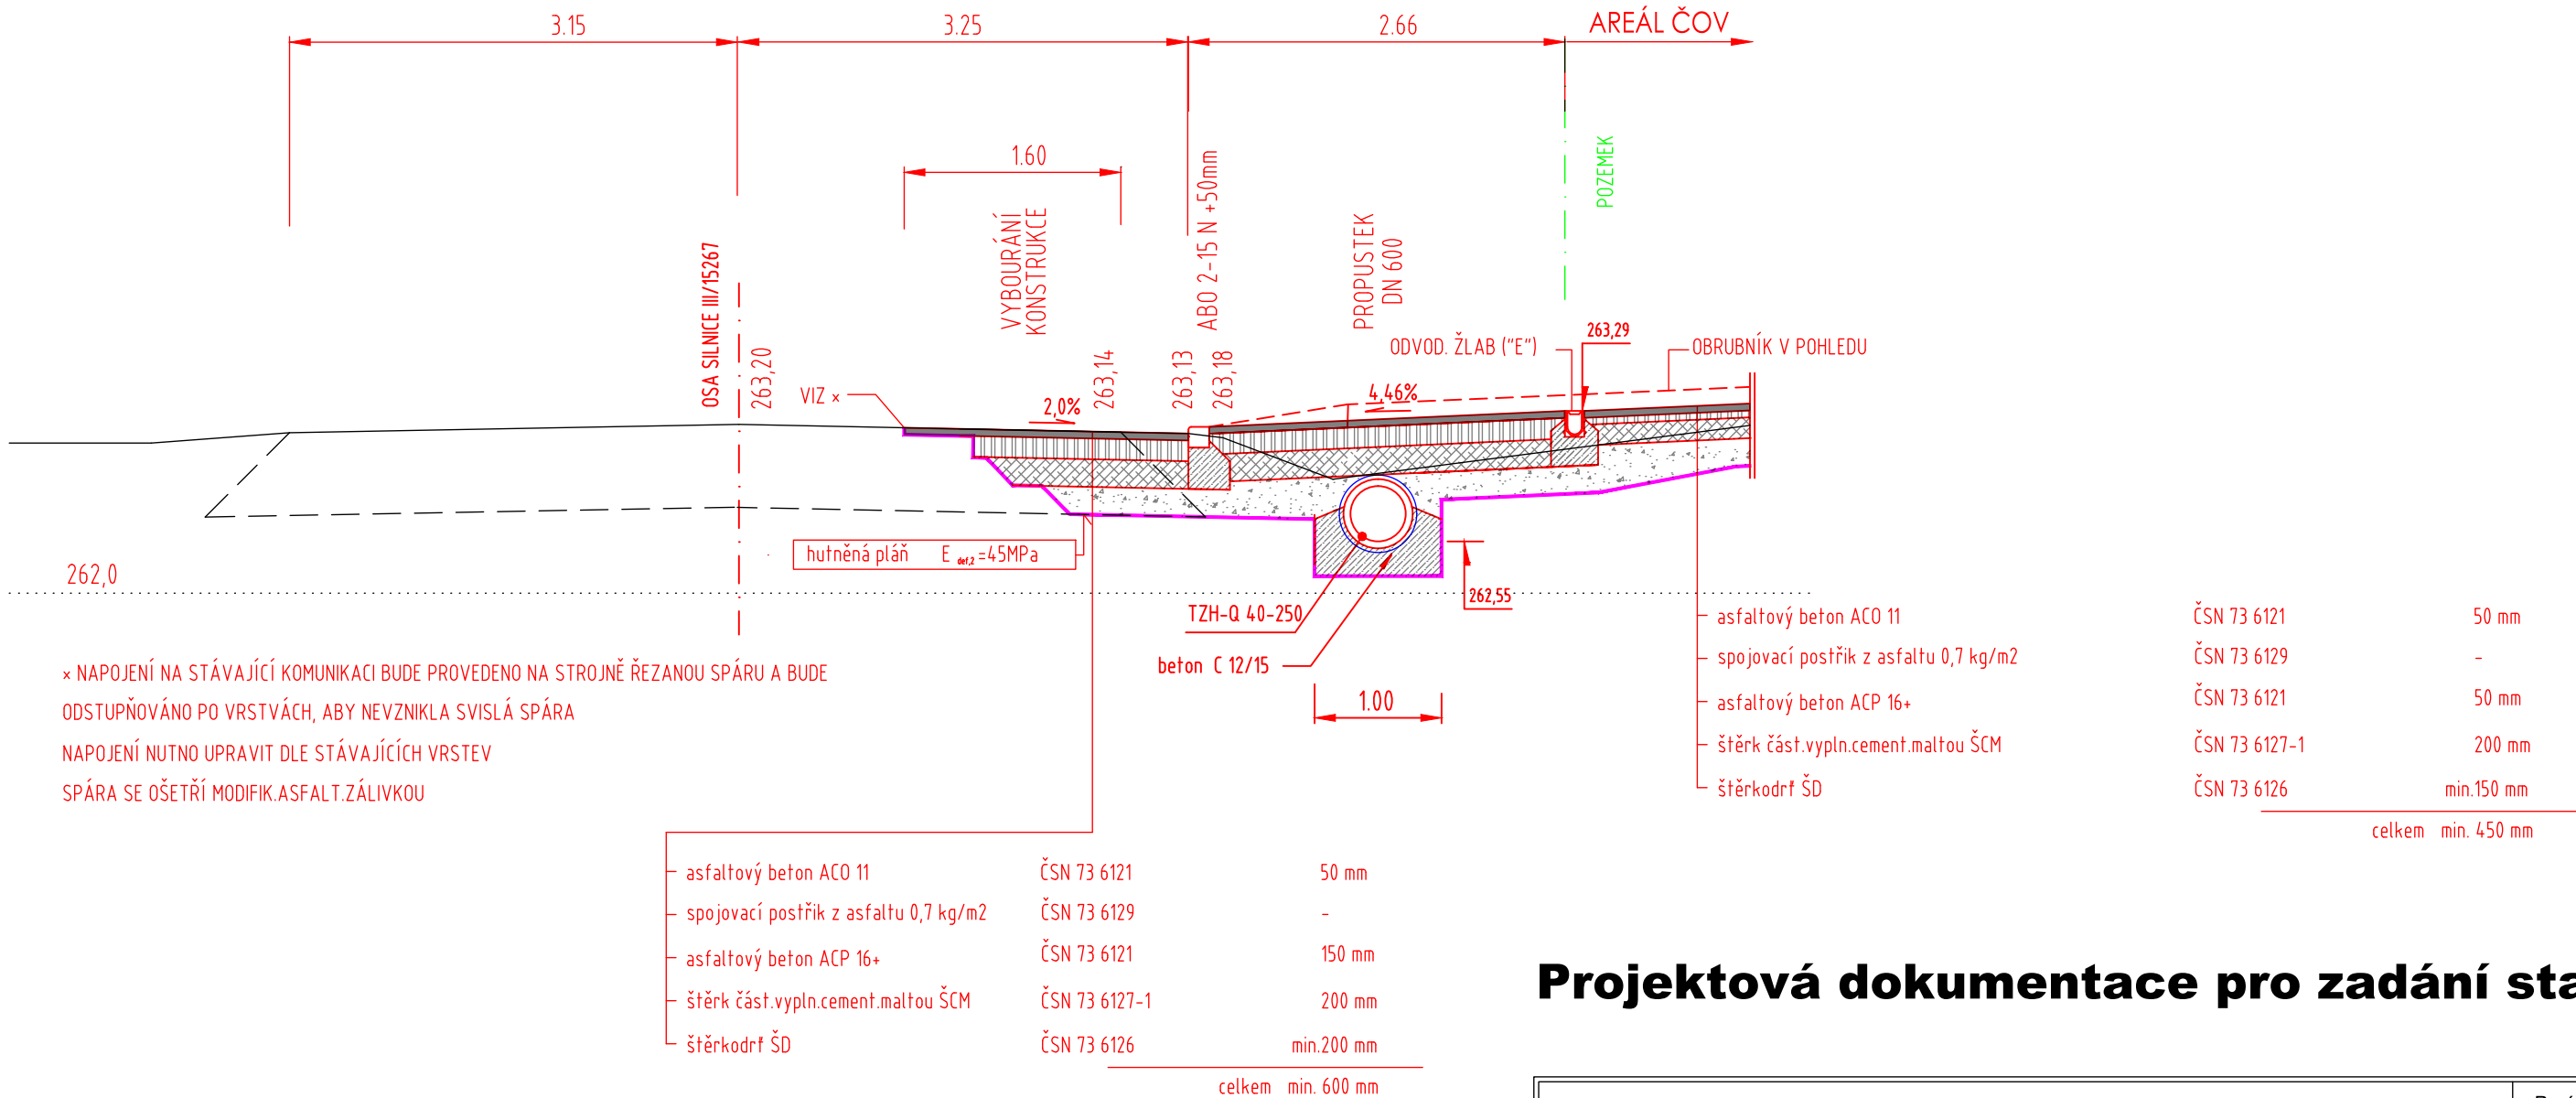 3.15
3.25
2.66
AREÁL ČOV
1.60
VYBOURÁNÍ
KONSTRUKCE
ABO 2-15 N +50mm
PROPUSTEK
DN 600
POZEMEK
OSA SILNICE III/15267
263,20
263,14
263,13
263,18
263,29
ODVOD. ŽLAB ("E")
OBRUBNÍK V POHLEDU
VIZ ×
2,0%
4,46%
hutněná pláň E def,2 =45MPa
262,0
262,55
TZH-Q 40-250
beton C 12/15
1.00
× NAPOJENÍ NA STÁVAJÍCÍ KOMUNIKACI BUDE PROVEDENO NA STROJNĚ ŘEZANOU SPÁRU A BUDE
ODSTUPŇOVÁNO PO VRSTVÁCH, ABY NEVZNIKLA SVISLÁ SPÁRA
NAPOJENÍ NUTNO UPRAVIT DLE STÁVAJÍCÍCH VRSTEV
SPÁRA SE OŠETŘÍ MODIFIK.ASFALT.ZÁLIVKOU
asfaltový beton ACO 11 ČSN 73 6121 50 mm
spojovací postřik z asfaltu 0,7 kg/m2 ČSN 73 6129 -
asfaltový beton ACP 16+ ČSN 73 6121 50 mm
štěrk část.vypln.cement.maltou ŠCM ČSN 73 6127-1 200 mm
štěrkodrť ŠD ČSN 73 6126 min.150 mm
celkem min. 450 mm
asfaltový beton ACO 11 ČSN 73 6121 50 mm
spojovací postřik z asfaltu 0,7 kg/m2 ČSN 73 6129 -
asfaltový beton ACP 16+ ČSN 73 6121 150 mm
štěrk část.vypln.cement.maltou ŠCM ČSN 73 6127-1 200 mm
štěrkodrť ŠD ČSN 73 6126 min.200 mm
celkem min. 600 mm
Projektová dokumentace pro zadání sta